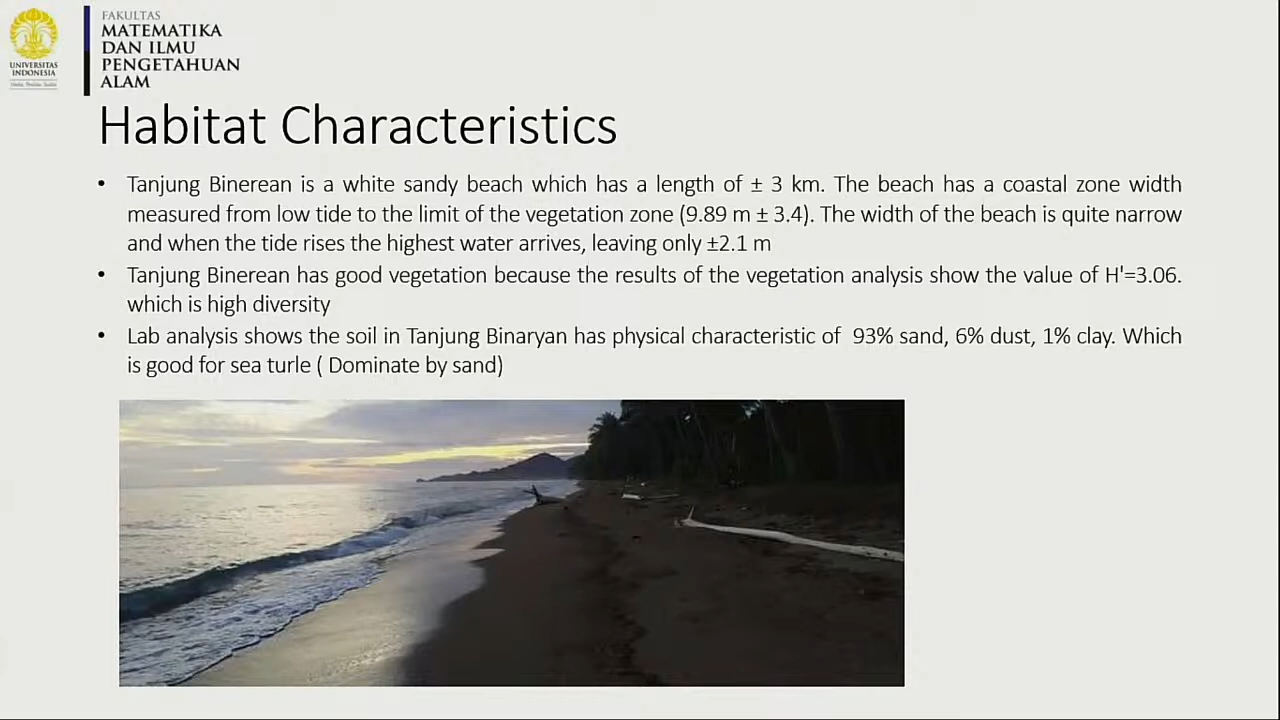 FAKULTAS
MATEMATIKA
DAN ILMU
PENGETAHUAN
ALAM
UNIVERSITAS
INDONESIA
Habitat Characteristics
• Tanjung Binerean is a white sandy beach which has a length of ± 3 km. The beach has a coastal zone width
measured from low tide to the limit of the vegetation zone (9.89 m ± 3.4). The width of the beach is quite narrow
and when the tide rises the highest water arrives, leaving only ±2.1 m
• Tanjung Binerean has good vegetation because the results of the vegetation analysis show the value of H'=3.06.
which is high diversity
• Lab analysis shows the soil in Tanjung Binaryan has physical characteristic of 93% sand, 6% dust, 1% clay. Which
is good for sea turle ( Dominate by sand)